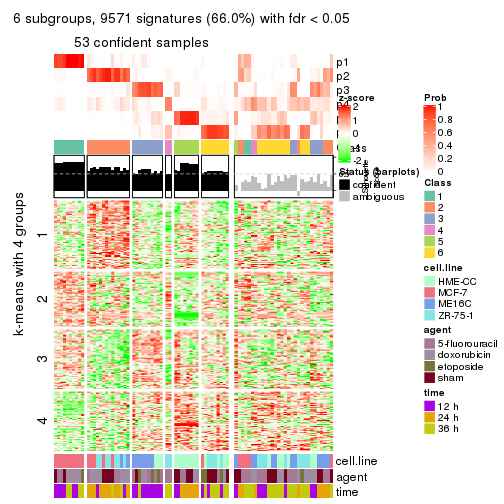 6 subgroups, 9571 signatures (66.0%) with fdr < 0.05
53 confident samples
p1
p2
p3
z-score
2
1
0
-1
-2
Status (barplots)
confident
ambiguous
Silhouette
score
k-means with 4 groups
1
2
3
4
cell.line
agent
time
Prob
1
0.8
0.6
0.4
0.2
0
Class
1
2
3
4
5
6
cell.line
HME-CC
MCF-7
ME16C
ZR-75-1
agent
5-fluorouracil
doxorubicin
etoposide
sham
time
12 h
24 h
36 h